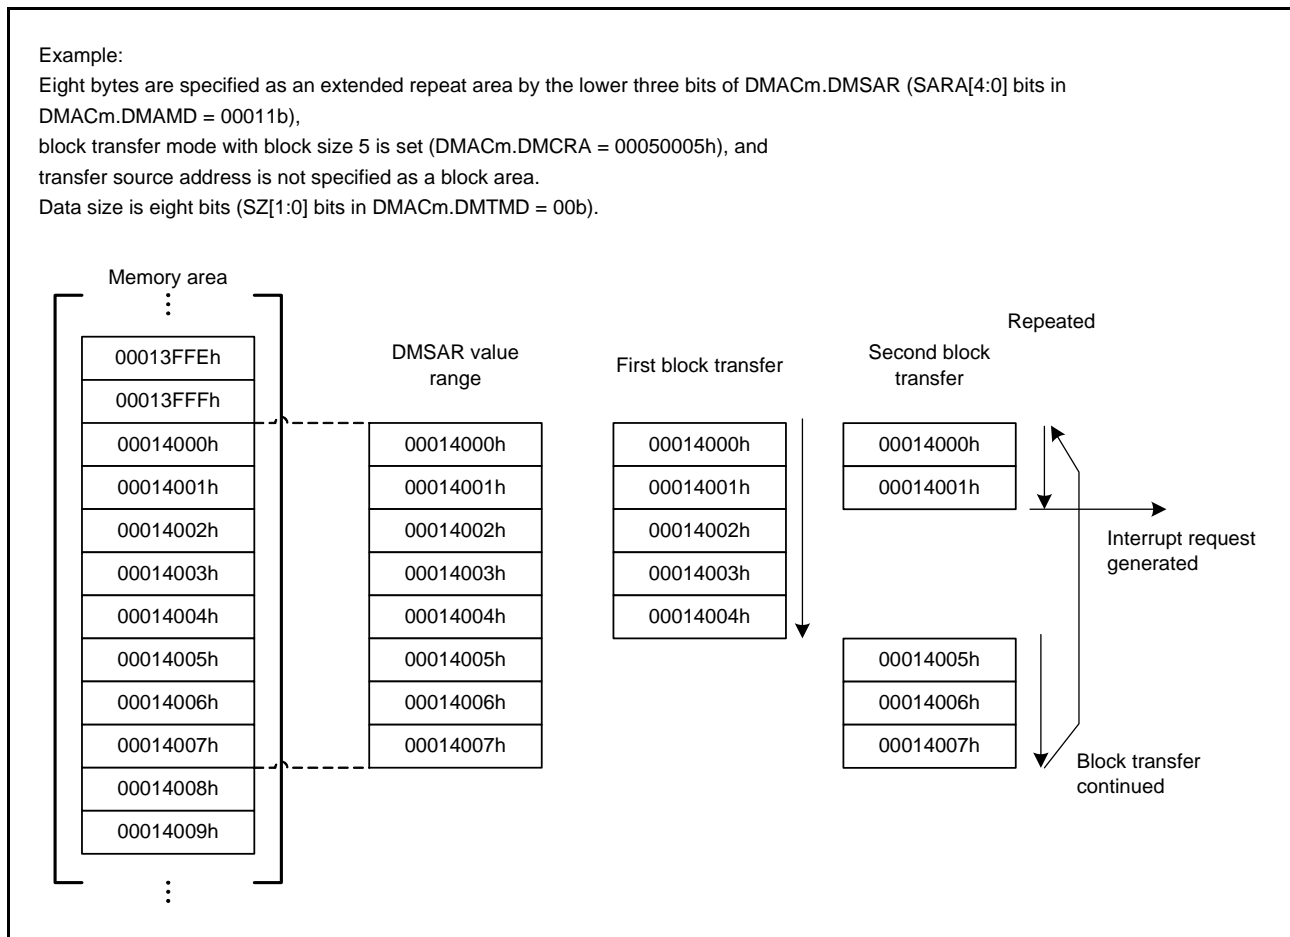 Example:
Eight bytes are specified as an extended repeat area by the lower three bits of DMACm.DMSAR (SARA[4:0] bits in
DMACm.DMAMD = 00011b),
block transfer mode with block size 5 is set (DMACm.DMCRA = 00050005h), and
transfer source address is not specified as a block area.
Data size is eight bits (SZ[1:0] bits in DMACm.DMTMD = 00b).
Memory area
00013FFEh
00013FFFh
00014000h
00014001h
00014002h
00014003h
00014004h
00014005h
00014006h
00014007h
00014008h
00014009h
DMSAR value
range
00014000h
00014001h
00014002h
00014003h
00014004h
00014005h
00014006h
00014007h
First block transfer
00014000h
00014001h
00014002h
00014003h
00014004h
Second block
transfer
00014000h
00014001h
00014005h
00014006h
00014007h
Repeated
Interrupt request
generated
Block transfer
continued